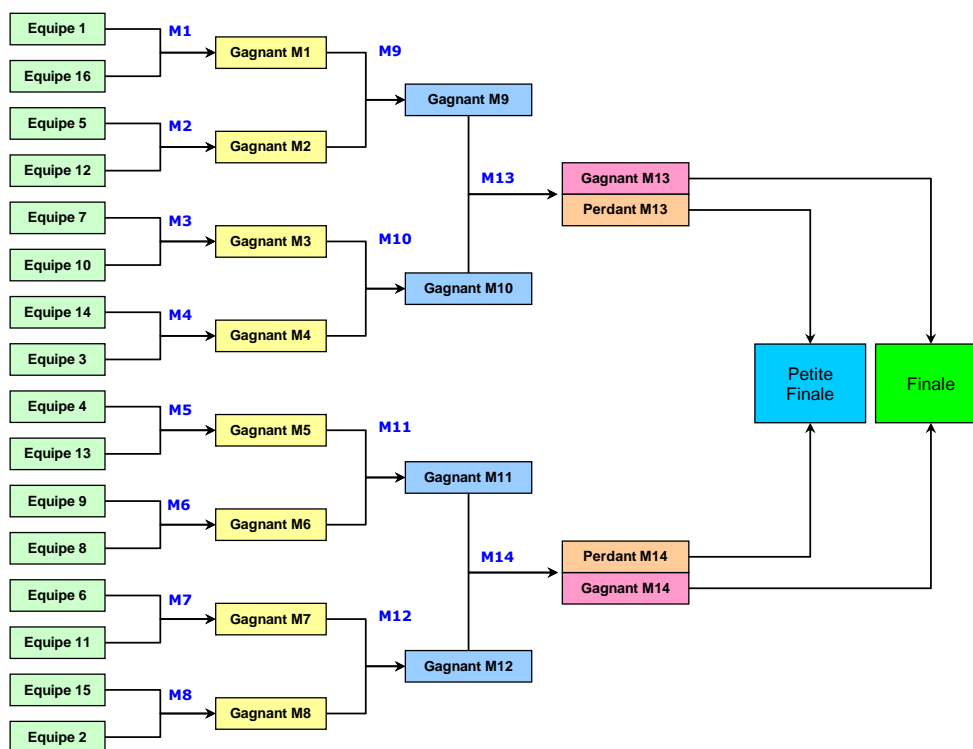 Equipe 1
M1
Gagnant M1
M9
Equipe 16
Gagnant M9
Equipe 5
M2
Gagnant M2
Equipe 12
M13
Gagnant M13
Perdant M13
Equipe 7
M3
Gagnant M3
M10
Equipe 10
Gagnant M10
Equipe 14
M4
Gagnant M4
Equipe 3
Petite
Finale
Finale
Equipe 4
M5
Gagnant M5
M11
Equipe 13
Gagnant M11
Equipe 9
M6
Gagnant M6
Equipe 8
M14
Perdant M14
Gagnant M14
Equipe 6
M7
Gagnant M7
M12
Equipe 11
Gagnant M12
Equipe 15
M8
Gagnant M8
Equipe 2